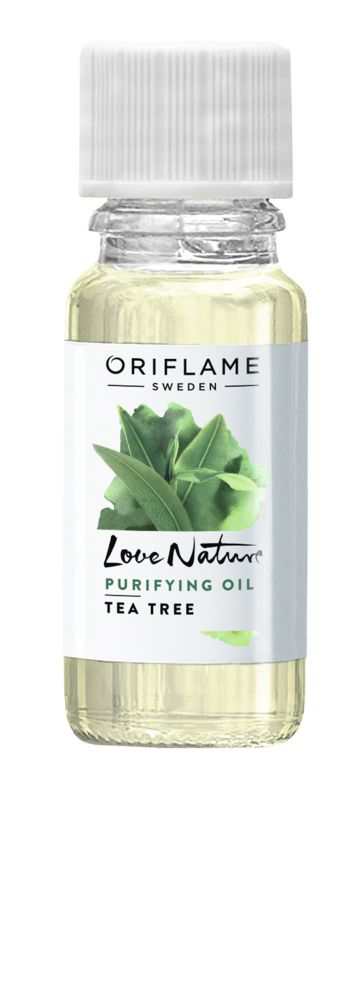 ORIFLAME
SWEDEN
Love Nature
PURIFYING OIL
TEA TREE